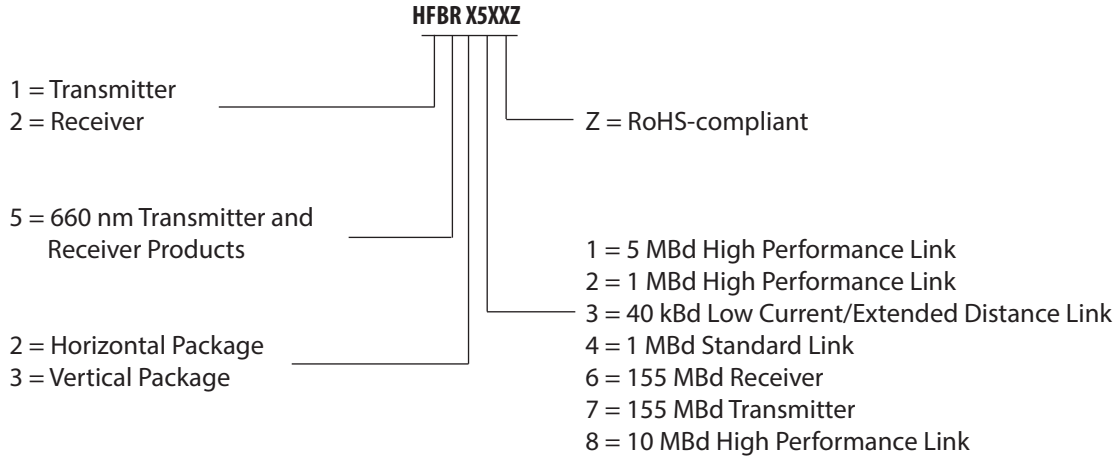 HFBR X5XXZ
1 = Transmitter
2 = Receiver
Z = RoHS-compliant
5 = 660 nm Transmitter and
Receiver Products
1 = 5 MBd High Performance Link
2 = 1 MBd High Performance Link
3 = 40 kBd Low Current/Extended Distance Link
4 = 1 MBd Standard Link
6 = 155 MBd Receiver
7 = 155 MBd Transmitter
8 = 10 MBd High Performance Link
2 = Horizontal Package
3 = Vertical Package